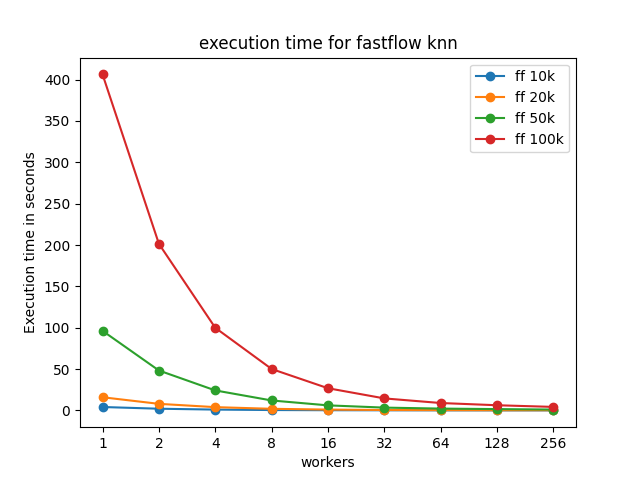 execution time for fastflow knn
ff 10k
ff 20k
ff 50k
ff 100k
Execution time in seconds
400
350
300
250
200
150
100
50
0
1 2 4 8 16 32 64 128 256
workers